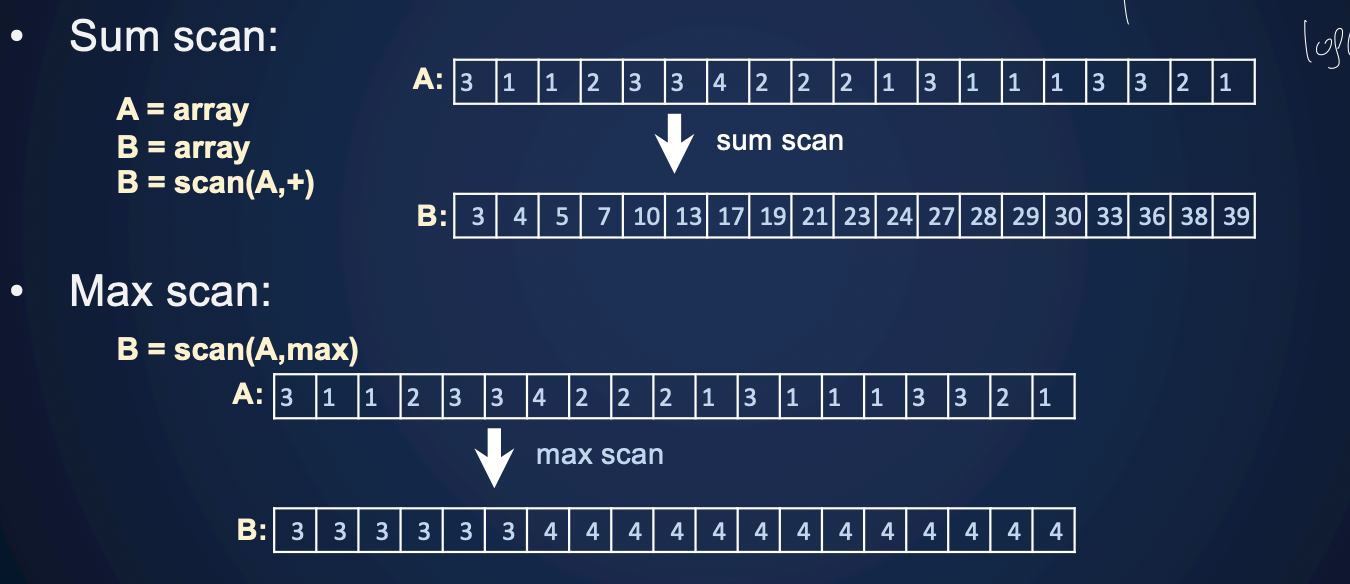 • Sum scan:
A = array
B = array
B = scan(A,+)
A: 3 1 1 2 3 3 4 2 2 2 1 3 1 1 1 3 3 2 1
sum scan
B: 3 4 5 7 10 13 17 19 21 23 24 27 28 29 30 33 36 38 39
• Max scan:
B = scan(A,max)
A: 3 1 1 2 3 3 4 2 2 2 1 3 1 1 1 3 3 2 1
max scan
B: 3 3 3 3 3 3 4 4 4 4 4 4 4 4 4 4 4 4 4